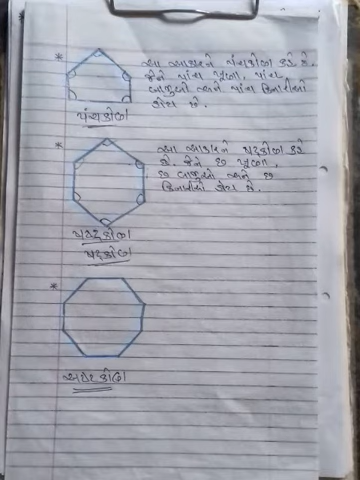 આ આકારને પંચકોણ કહે છે.
જેને પાંચ ખૂણા, પાંચ
બાજુઓ અને પાંચ કિનારીઓ
હોય છે.
પંચકોણ
આ આકારને ષટ્કોણ કહે
છે. જેને છ ખૂણા,
છ બાજુઓ અને છ
કિનારીઓ હોય છે.
ષટ્કોણ
અષ્ટકોણ